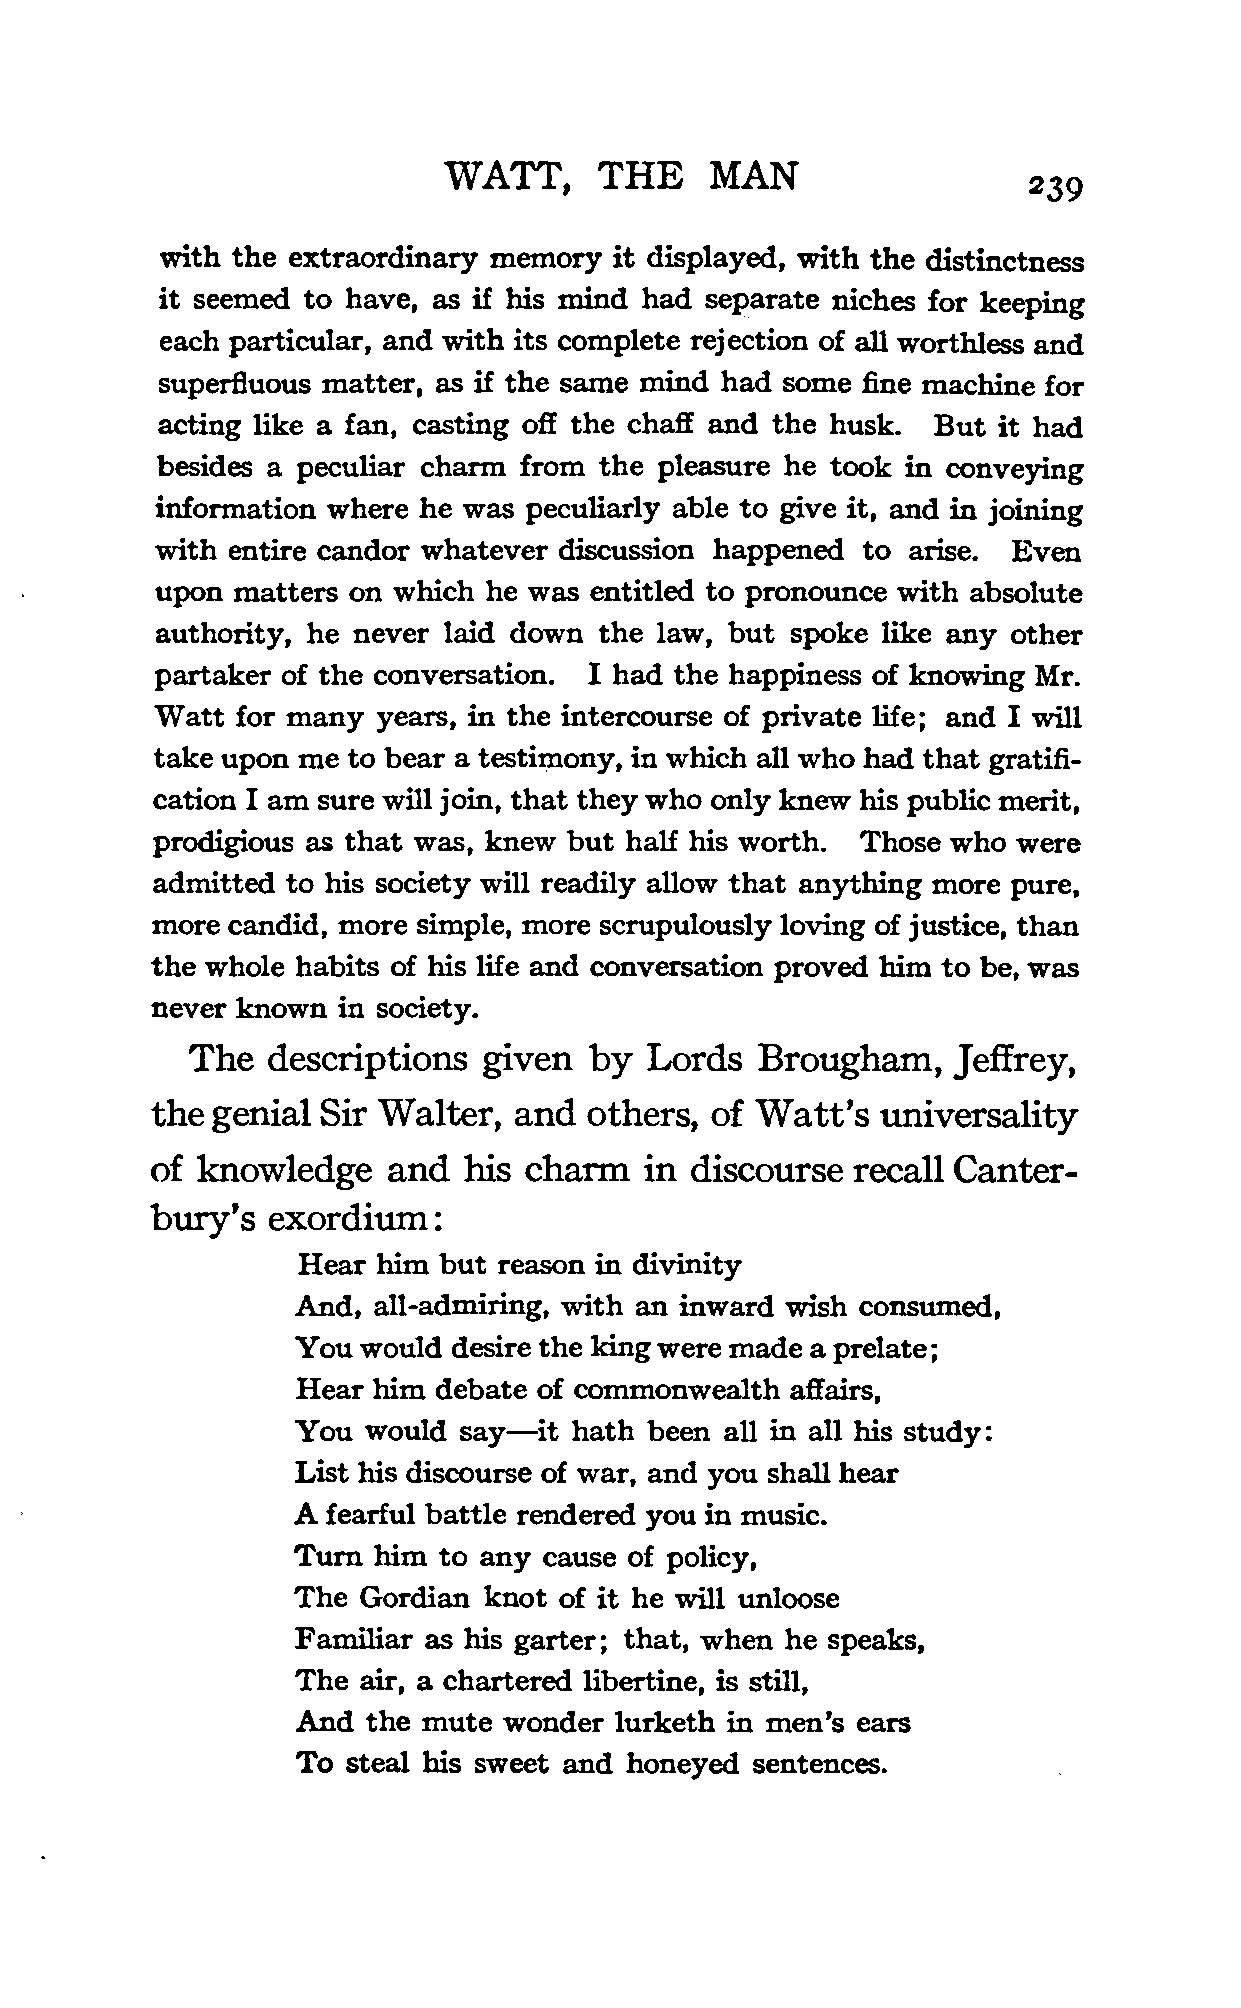 WATT, THE MAN 239
with the extraordinary memory it displayed, with the distinctness
it seemed to have, as if his mind had separate niches for keeping
each particular, and with its complete rejection of all worthless and
superfluous matter, as if the same mind had some fine machine for
acting like a fan, casting off the chaff and the husk. But it had
besides a peculiar charm from the pleasure he took in conveying
information where he was peculiarly able to give it, and in joining
with entire candor whatever discussion happened to arise. Even
upon matters on which he was entitled to pronounce with absolute
authority, he never laid down the law, but spoke like any other
partaker of the conversation. I had the happiness of knowing Mr.
Watt for many years, in the intercourse of private life; and I will
take upon me to bear a testimony, in which all who had that gratifi-
cation I am sure will join, that they who only knew his public merit,
prodigious as that was, knew but half his worth. Those who were
admitted to his society will readily allow that anything more pure,
more candid, more simple, more scrupulously loving of justice, than
the whole habits of his life and conversation proved him to be, was
never known in society.
The descriptions given by Lords Brougham, Jeffrey,
the genial Sir Walter, and others, of Watt's universality
of knowledge and his charm in discourse recall Canter-
bury's exordium:
Hear him but reason in divinity
And, all-admiring, with an inward wish consumed,
You would desire the king were made a prelate;
Hear him debate of commonwealth affairs,
You would say—it hath been all in all his study:
List his discourse of war, and you shall hear
A fearful battle rendered you in music.
Turn him to any cause of policy,
The Gordian knot of it he will unloose
Familiar as his garter; that, when he speaks,
The air, a chartered libertine, is still,
And the mute wonder lurketh in men's ears
To steal his sweet and honeyed sentences.